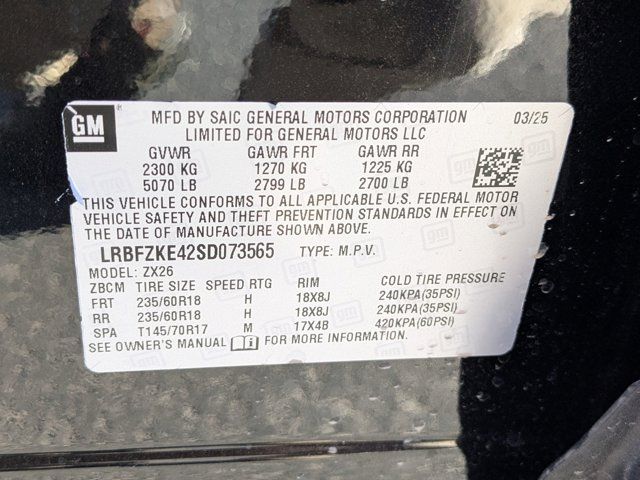 GM
MFD BY SAIC GENERAL MOTORS CORPORATION 03/25
LIMITED FOR GENERAL MOTORS LLC
GVWR GAWR FRT GAWR RR
2300 KG 1270 KG 1225 KG
5070 LB 2799 LB 2700 LB
THIS VEHICLE CONFORMS TO ALL APPLICABLE U.S. FEDERAL MOTOR
VEHICLE SAFETY AND THEFT PREVENTION STANDARDS IN EFFECT ON
THE DATE OF MANUFACTURE SHOWN ABOVE.
LRBFZKE42SD073565 TYPE: M.P.V.
MODEL: ZX26
ZBCM TIRE SIZE SPEED RTG RIM COLD TIRE PRESSURE
FRT 235/60R18 H 18X8J 240KPA(35PSI)
RR 235/60R18 H 18X8J 240KPA(35PSI)
SPA T145/70R17 M 17X4B 420KPA(60PSI)
SEE OWNER'S MANUAL FOR MORE INFORMATION.